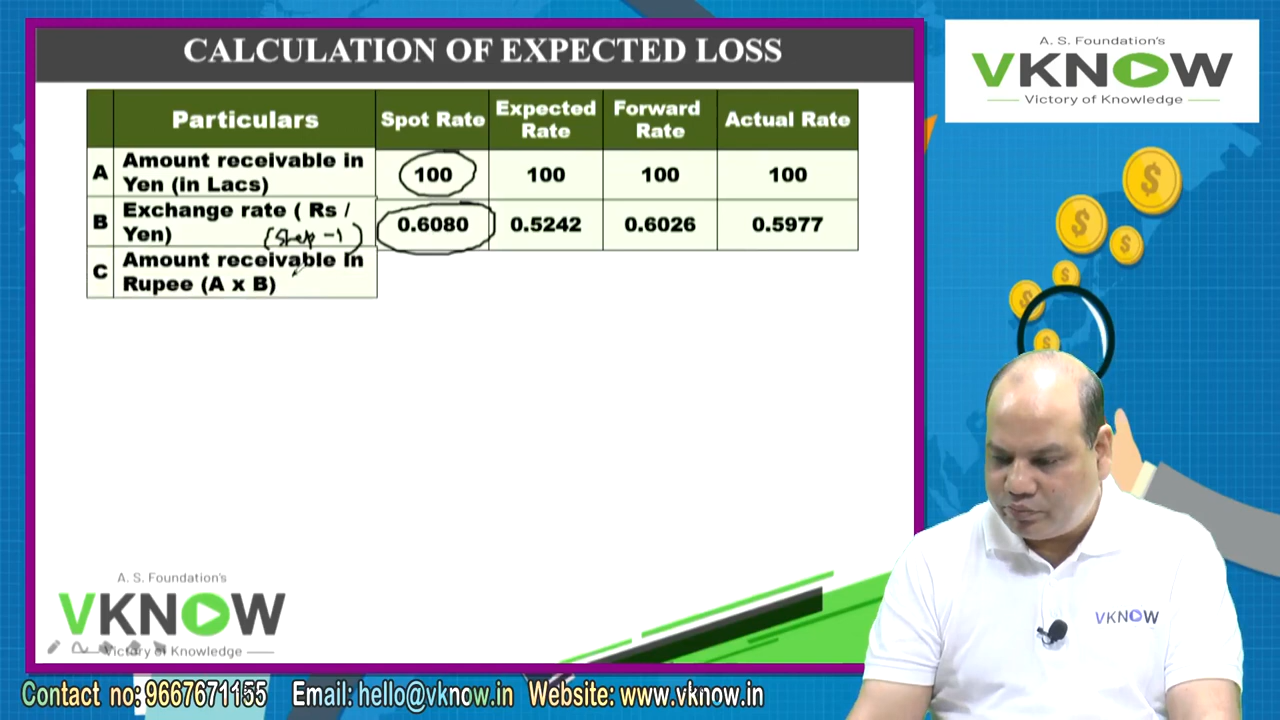 CALCULATION OF EXPECTED LOSS
A. S. Foundation's
VKNOW
Victory of Knowledge
Particulars Spot Rate Expected Rate Forward Rate Actual Rate
A Amount receivable in Yen (in Lacs) 100 100 100 100
B Exchange rate ( Rs / Yen) (Step -1) 0.6080 0.5242 0.6026 0.5977
C Amount receivable in Rupee (A x B)
A. S. Foundation's
VKNOW
Victory of Knowledge
VKNOW
Contact no: 9667671155 Email: hello@vknow.in Website: www.vknow.in